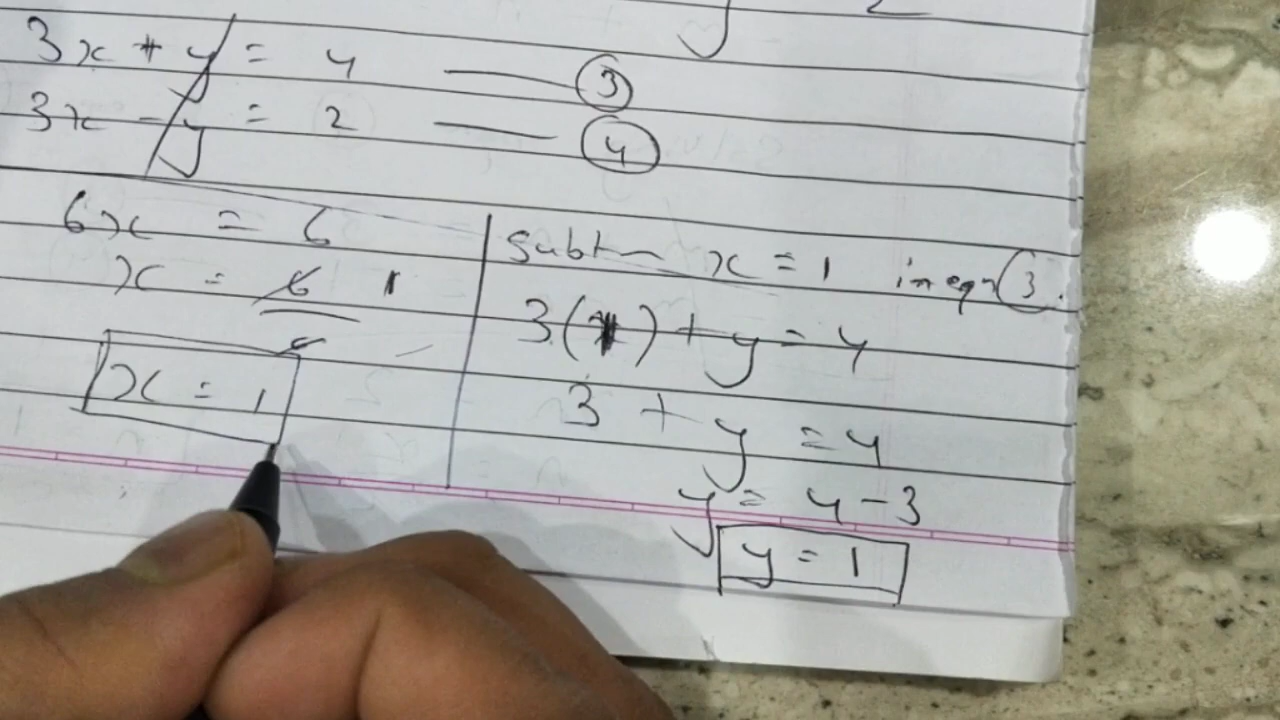 3x + y = 4 ③
3x - y = 2 ④
6x = 6
x = 6 1
6
x = 1
x = 1 in eqn ③.
3(1) + y = 4
3 + y = 4
y = 4 - 3
y = 1